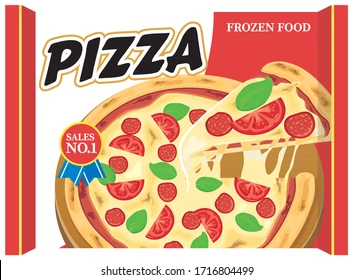 PIZZA
FROZEN FOOD
SALES
NO.1
shutterstock.com · 1716804499